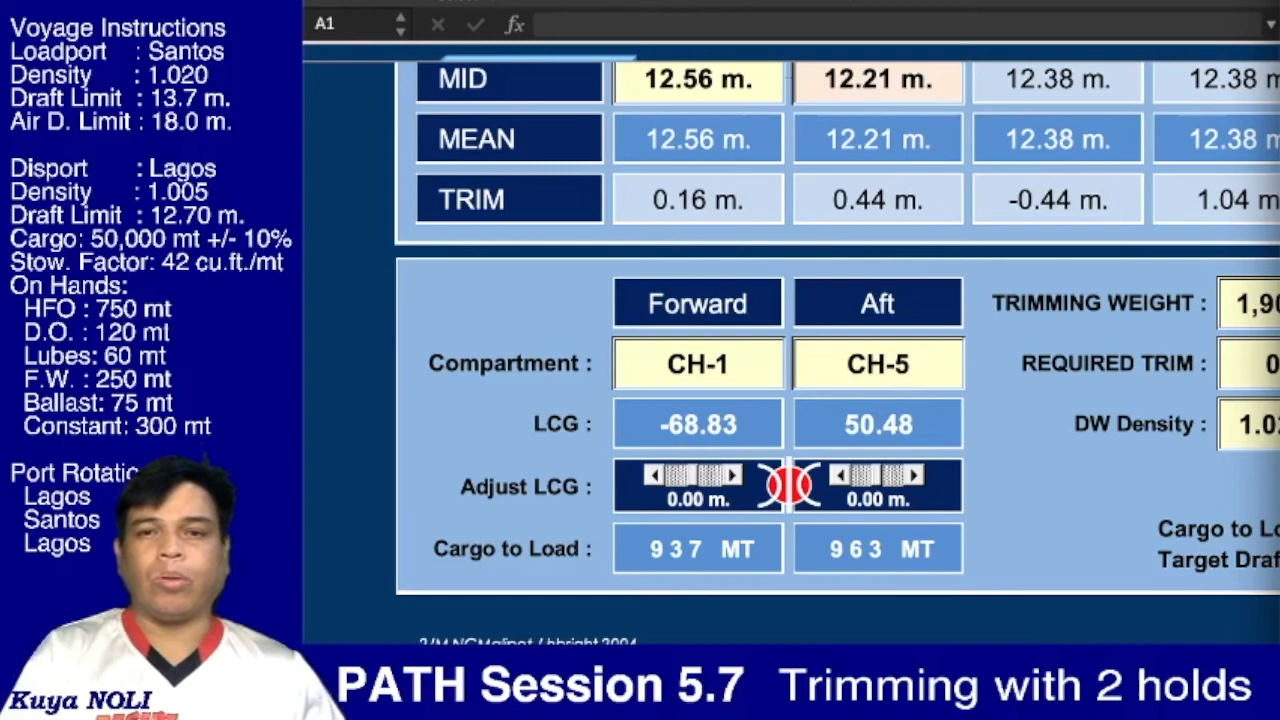 Voyage Instructions
Loadport : Santos
Density : 1.020
Draft Limit : 13.7 m.
Air D. Limit : 18.0 m.
Disport : Lagos
Density : 1.005
Draft Limit : 12.70 m.
Cargo: 50,000 mt +/- 10%
Stow. Factor: 42 cu.ft./mt
On Hands:
HFO : 750 mt
D.O. : 120 mt
Lubes: 60 mt
F.W. : 250 mt
Ballast: 75 mt
Constant: 300 mt
Port
Lagos
Santos
Lagos
A1 fx
MID 12.56 m. 12.21 m. 12.38 m. 12.38 m
MEAN 12.56 m. 12.21 m. 12.38 m. 12.38 m
TRIM 0.16 m. 0.44 m. -0.44 m. 1.04 m
Forward Aft TRIMMING WEIGHT :
Compartment : CH-1 CH-5 REQUIRED TRIM :
LCG : -68.83 50.48 DW Density :
Adjust LCG : 0.00 m. 0.00 m.
Cargo to Load : 937 MT 963 MT
Cargo to
Target
Kuya NOLI
PATH Session 5.7 Trimming with 2 holds